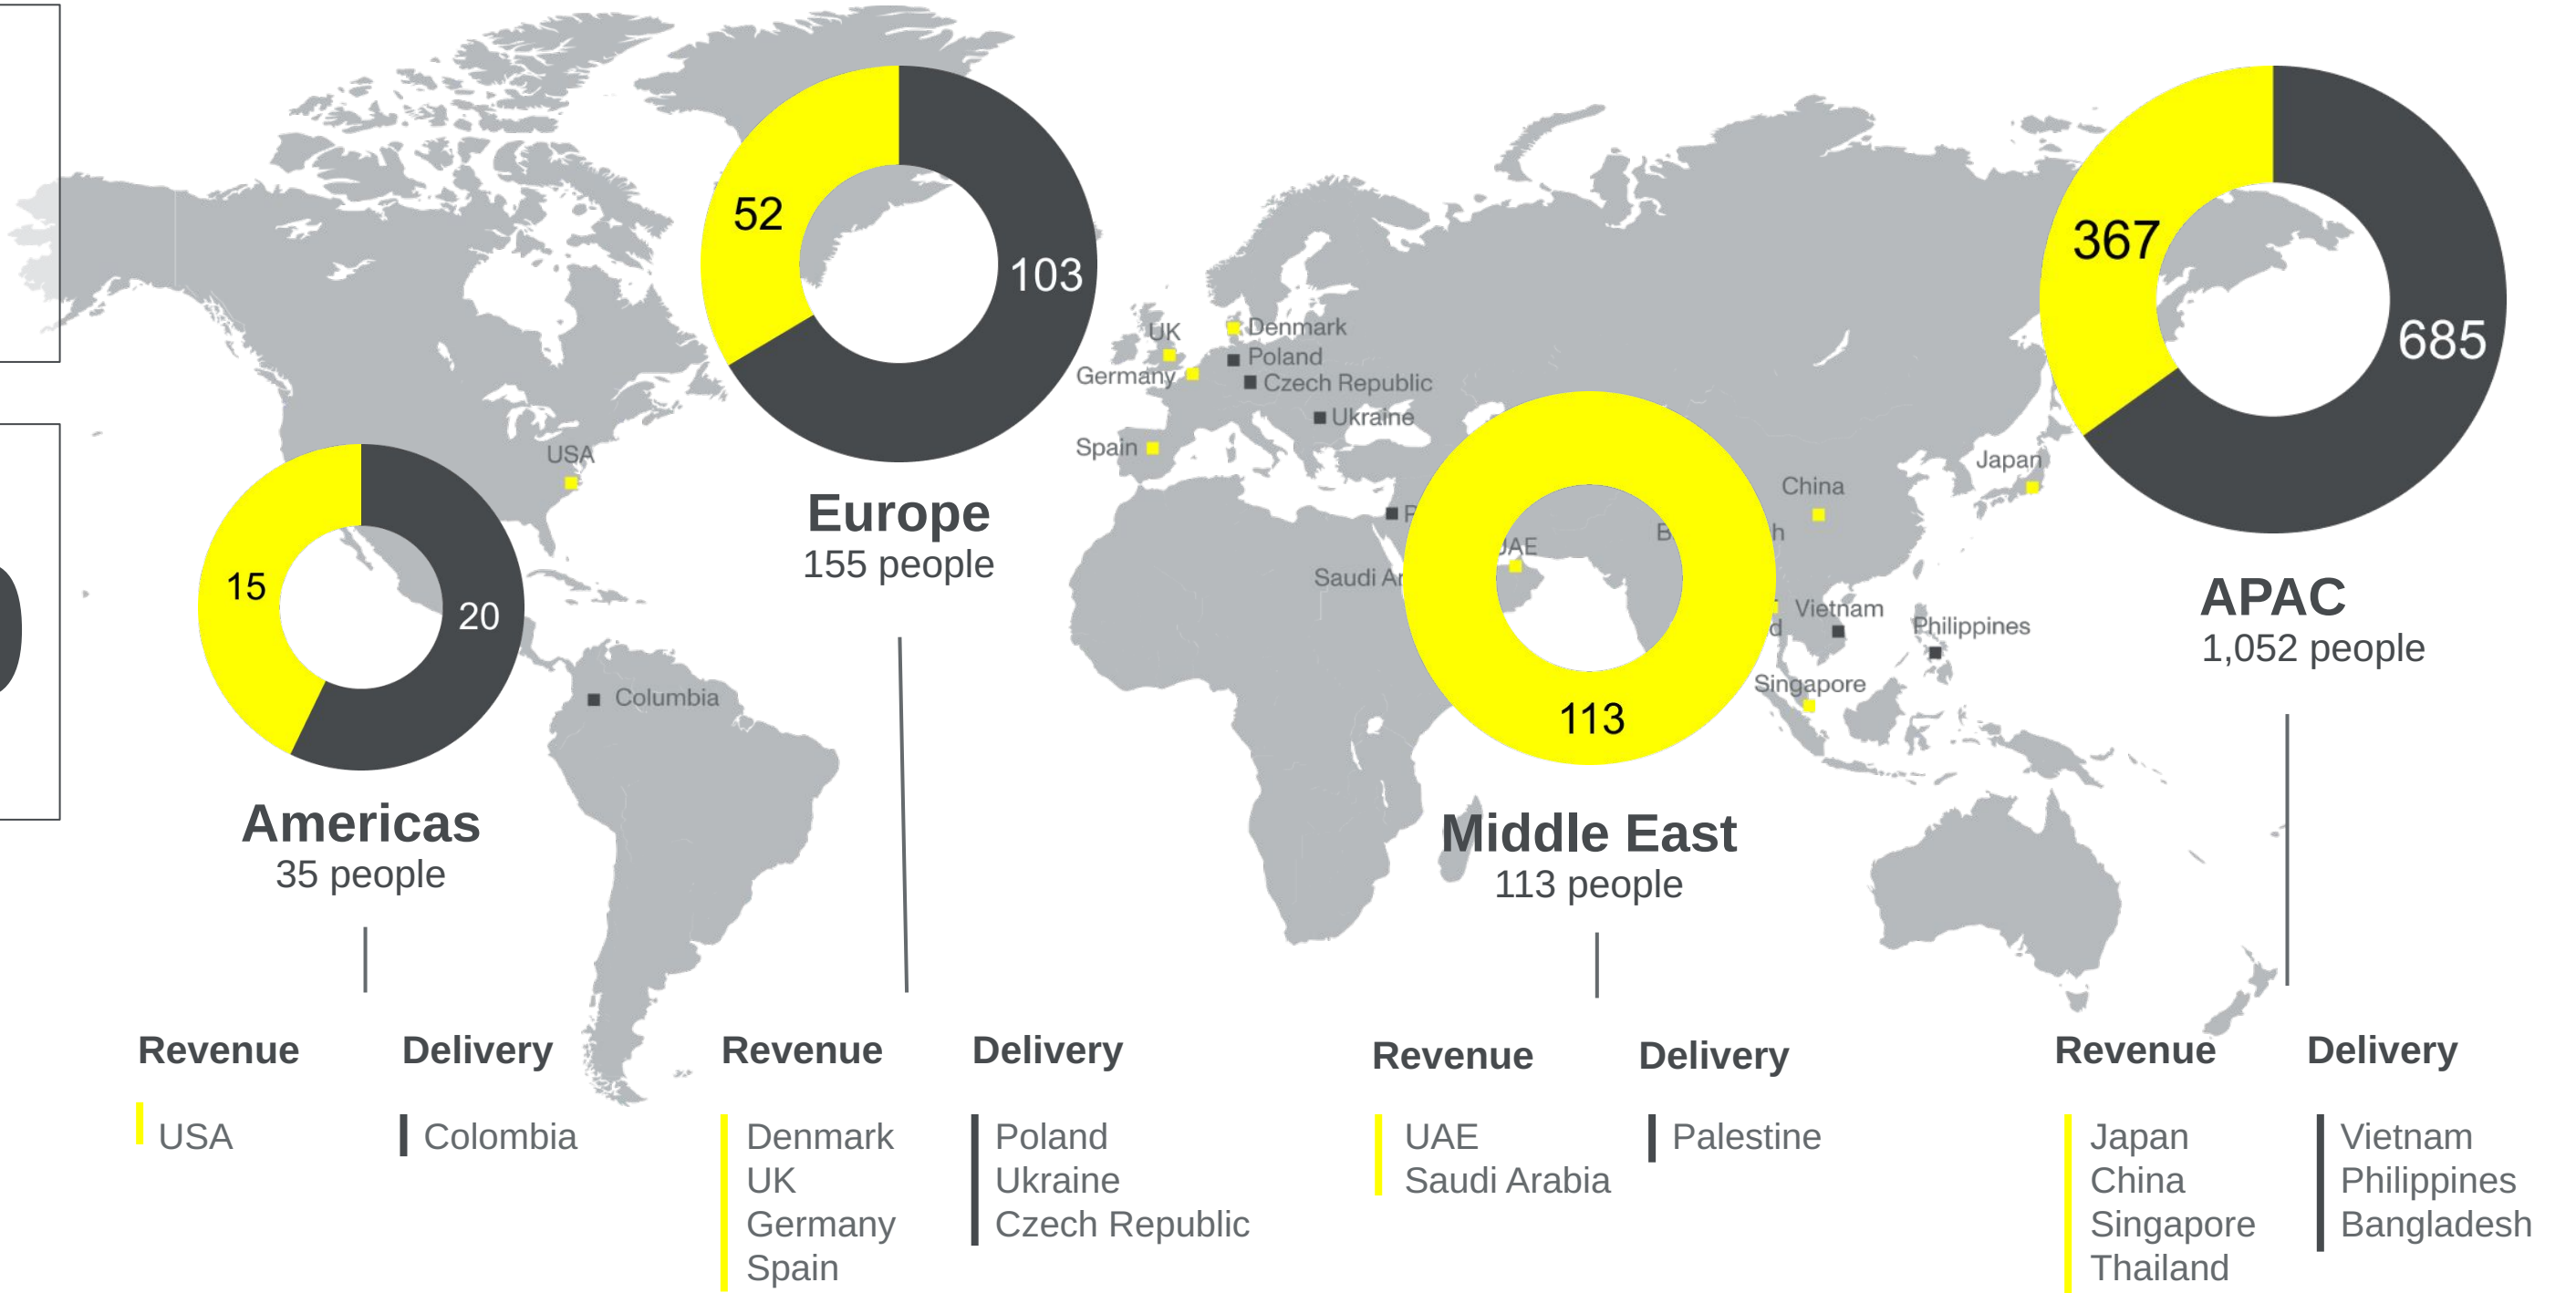 52
103
Europe
155 people
367
685
APAC
1,052 people
15
20
Americas
35 people
113
Middle East
113 people
USA
Columbia
UK
Denmark
Poland
Germany
Czech Republic
Ukraine
Spain
China
Japan
UAE
Vietnam
Philippines
Singapore
Revenue
USA
Delivery
Colombia
Revenue
Denmark
UK
Germany
Spain
Delivery
Poland
Ukraine
Czech Republic
Revenue
UAE
Saudi Arabia
Delivery
Palestine
Revenue
Japan
China
Singapore
Thailand
Delivery
Vietnam
Philippines
Bangladesh